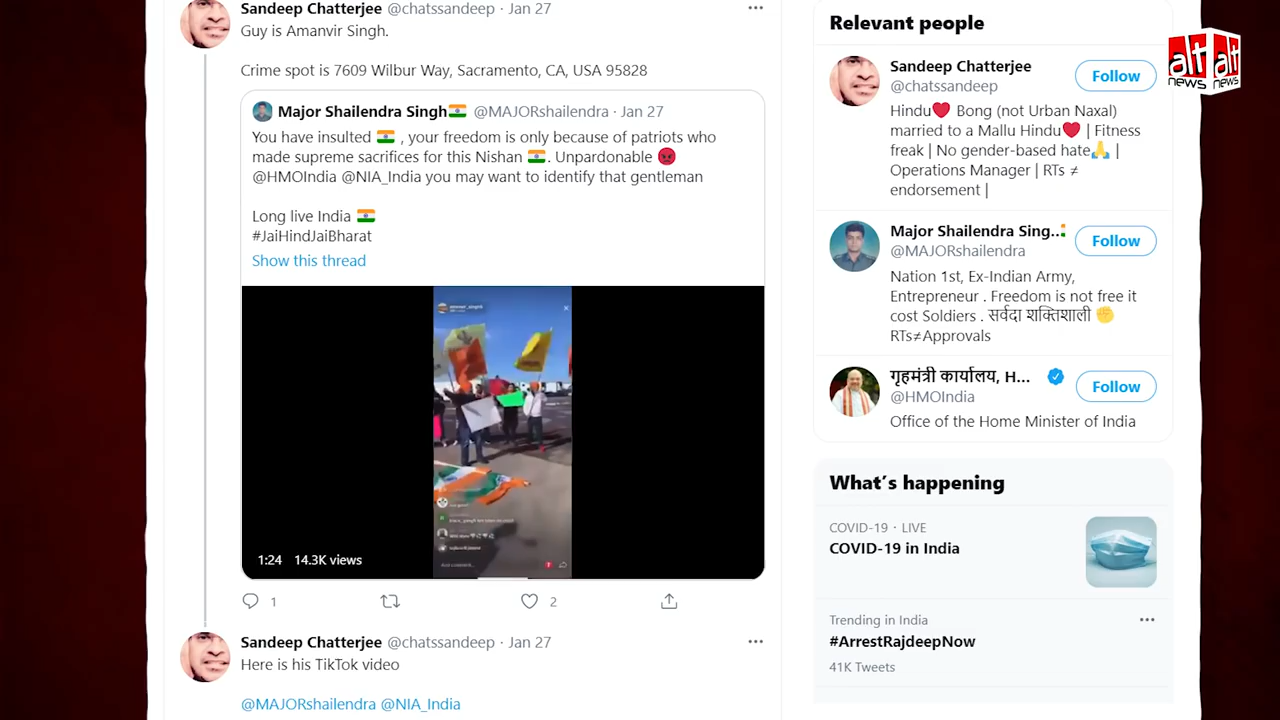 Sandeep Chatterjee @chatssandeep · Jan 27
Guy is Amanvir Singh.
Crime spot is 7609 Wilbur Way, Sacramento, CA, USA 95828
Major Shailendra Singh🇮🇳 @MAJORshailendra · Jan 27
You have insulted 🇮🇳 , your freedom is only because of patriots who
made supreme sacrifices for this Nishan 🇮🇳. Unpardonable 😡
@HMOIndia @NIA_India you may want to identify that gentleman
Long live India 🇮🇳
#JaiHindJaiBharat
Show this thread
1:24 14.3K views
1
2
Sandeep Chatterjee @chatssandeep · Jan 27
Here is his TikTok video
@MAJORshailendra @NIA_India
Relevant people
Sandeep Chatterjee
@chatssandeep
Follow
Hindu❤️ Bong (not Urban Naxal)
married to a Mallu Hindu❤️ | Fitness
freak | No gender-based hate🙏 |
Operations Manager | RTs ≠
endorsement |
Major Shailendra Sing...
@MAJORshailendra
Follow
Nation 1st, Ex-Indian Army,
Entrepreneur . Freedom is not free it
cost Soldiers . सर्वदा शक्तिशाली ✊
RTs≠Approvals
गृहमंत्री कार्यालय, H...
@HMOIndia
Follow
Office of the Home Minister of India
What's happening
COVID-19 · LIVE
COVID-19 in India
Trending in India
#ArrestRajdeepNow
41K Tweets
alt news
alt news